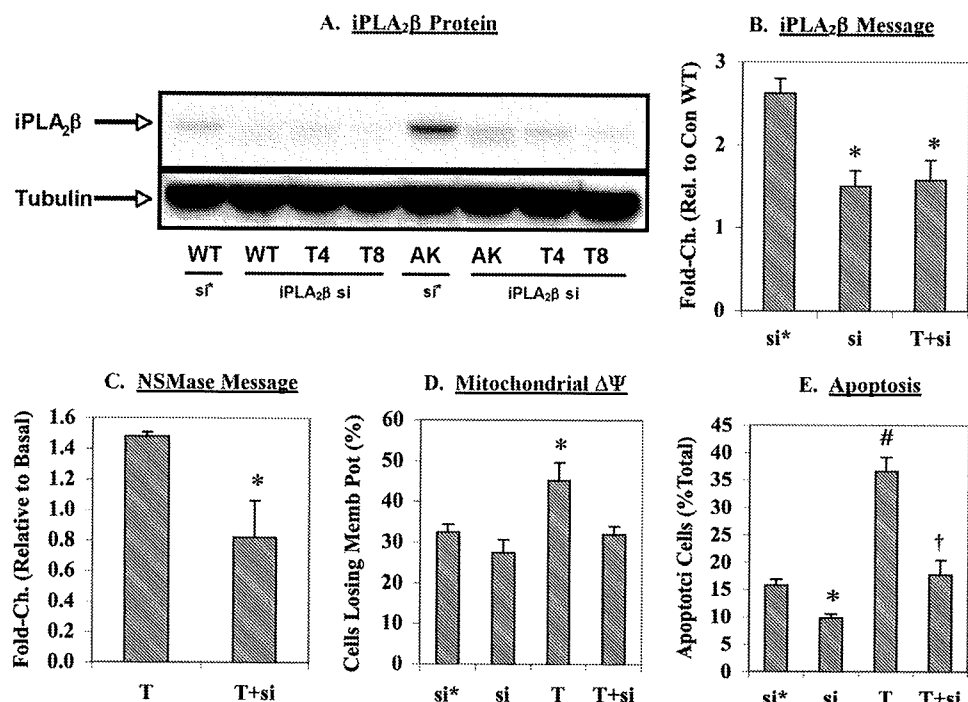 A. iPLA₂β Protein
iPLA₂β
Tubulin
WT WT T4 T8 AK AK T4 T8
si* iPLA₂β si si* iPLA₂β si
B. iPLA₂β Message
Fold-Ch. (Rel. to Con WT)
3
2
1
0
* *
si* si T+si
C. NSMase Message
Fold-Ch. (Relative to Basal)
1.6
1.4
1.2
1.0
0.8
0.6
0.4
0.2
0.0
*
T T+si
D. Mitochondrial ΔΨ
Cells Losing Memb Pot (%)
60
50
40
30
20
10
0
*
si* si T T+si
E. Apoptosis
Apoptotci Cells (%Total)
45
40
35
30
25
20
15
10
5
0
* # †
si* si T T+si